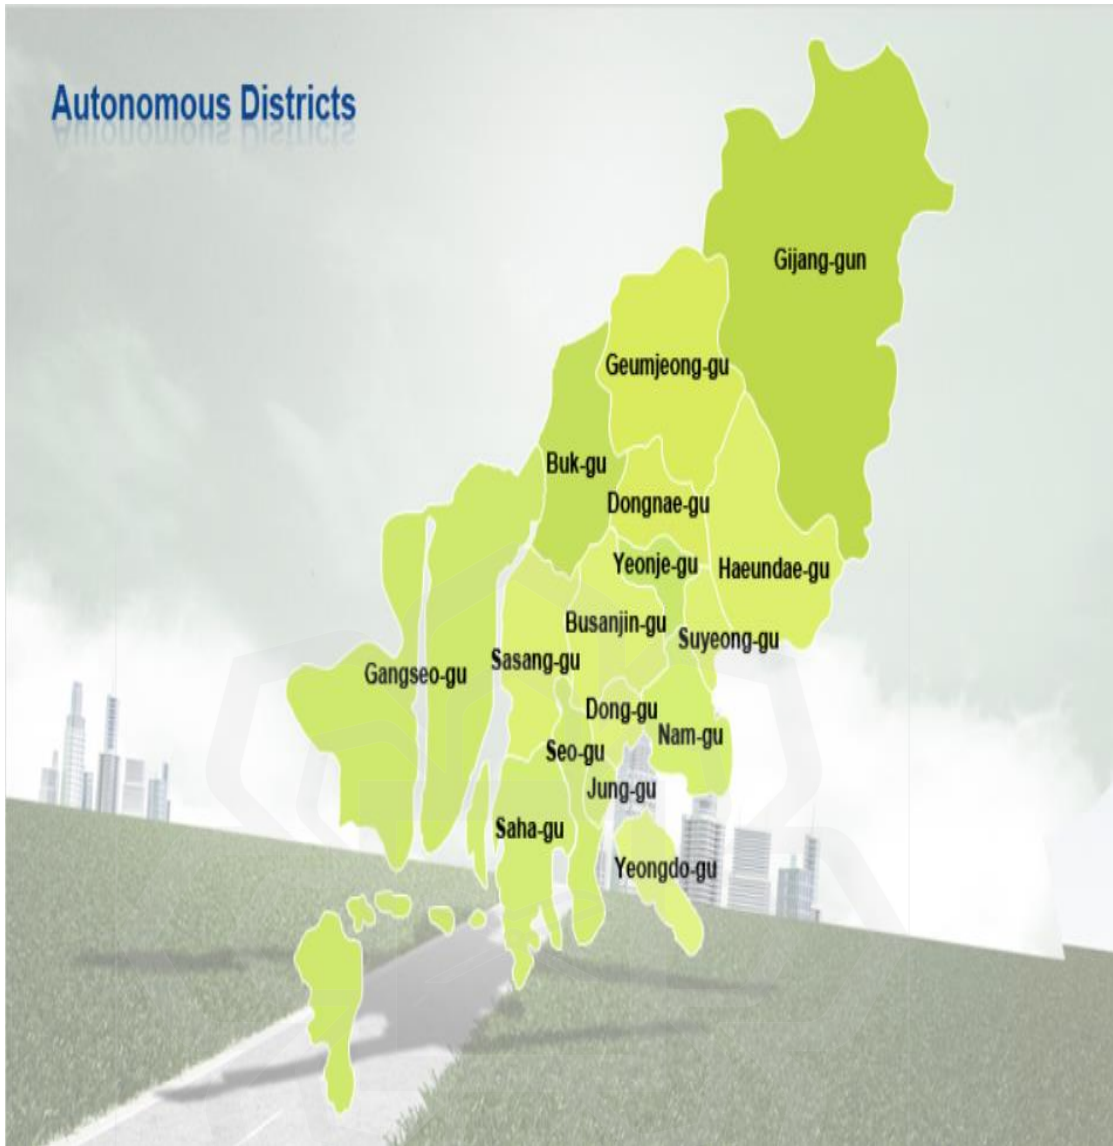 Autonomous Districts
Gijang-gun
Geumjeong-gu
Buk-gu
Dongnae-gu
Yeonje-gu
Haeundae-gu
Busanjin-gu
Suyeong-gu
Sasang-gu
Gangseo-gu
Dong-gu
Nam-gu
Seo-gu
Jung-gu
Saha-gu
Yeongdo-gu